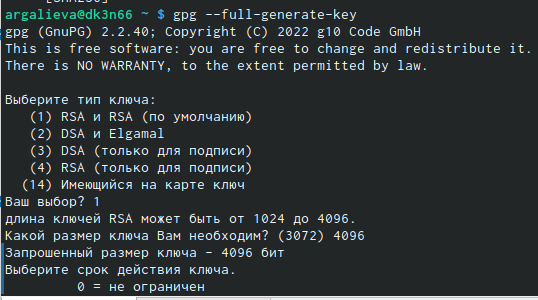 argalieva@dk3n66 ~ $ gpg --full-generate-key
gpg (GnuPG) 2.2.40; Copyright (C) 2022 g10 Code GmbH
This is free software: you are free to change and redistribute it.
There is NO WARRANTY, to the extent permitted by law.
Выберите тип ключа:
(1) RSA и RSA (по умолчанию)
(2) DSA и Elgamal
(3) DSA (только для подписи)
(4) RSA (только для подписи)
(14) Имеющийся на карте ключ
Ваш выбор? 1
длина ключей RSA может быть от 1024 до 4096.
Какой размер ключа Вам необходим? (3072) 4096
Запрошенный размер ключа - 4096 бит
Выберите срок действия ключа.
0 = не ограничен